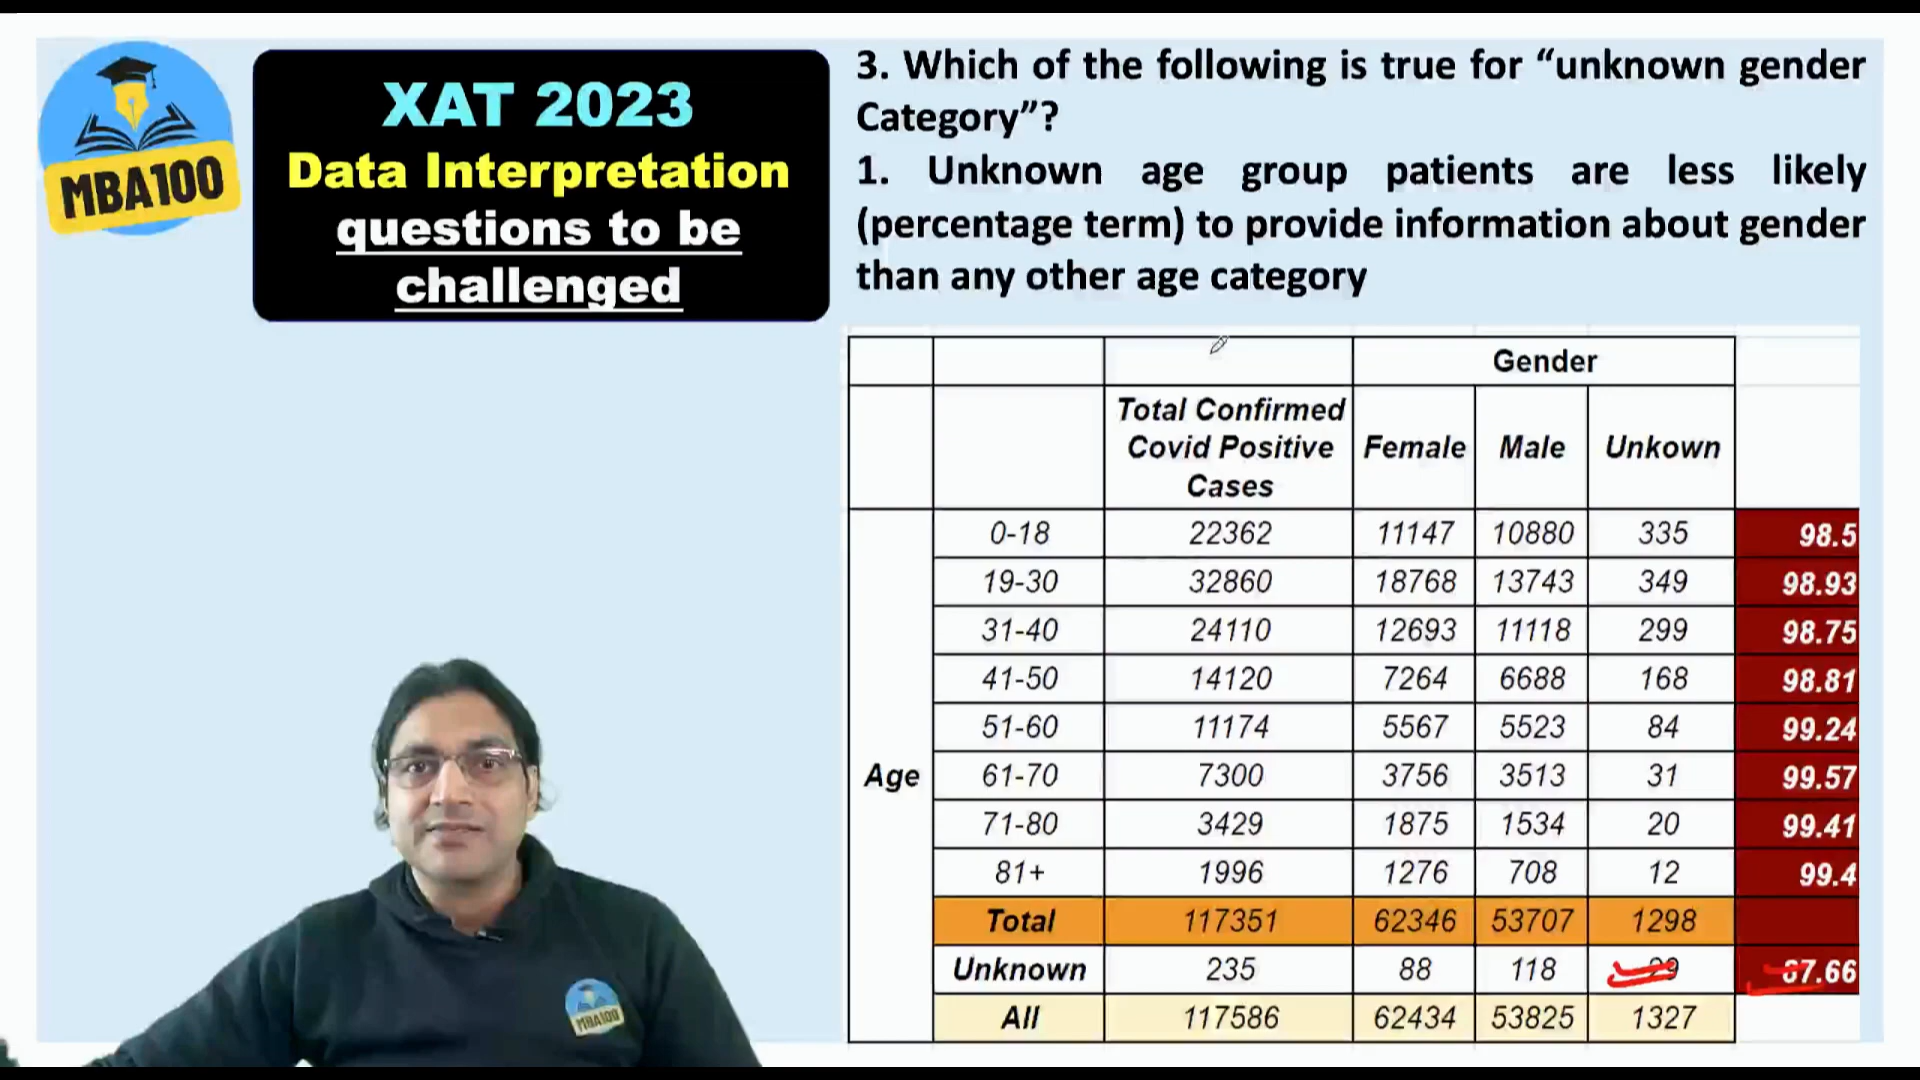 MBA100
XAT 2023
Data Interpretation
questions to be
challenged
3. Which of the following is true for “unknown gender
Category”?
1. Unknown age group patients are less likely
(percentage term) to provide information about gender
than any other age category
Gender
Total Confirmed
Covid Positive
Cases
Female Male Unkown
Age
0-18 22362 11147 10880 335 98.5
19-30 32860 18768 13743 349 98.93
31-40 24110 12693 11118 299 98.75
41-50 14120 7264 6688 168 98.81
51-60 11174 5567 5523 84 99.24
61-70 7300 3756 3513 31 99.57
71-80 3429 1875 1534 20 99.41
81+ 1996 1276 708 12 99.4
Total 117351 62346 53707 1298
Unknown 235 88 118 29 87.66
All 117586 62434 53825 1327
MBA100